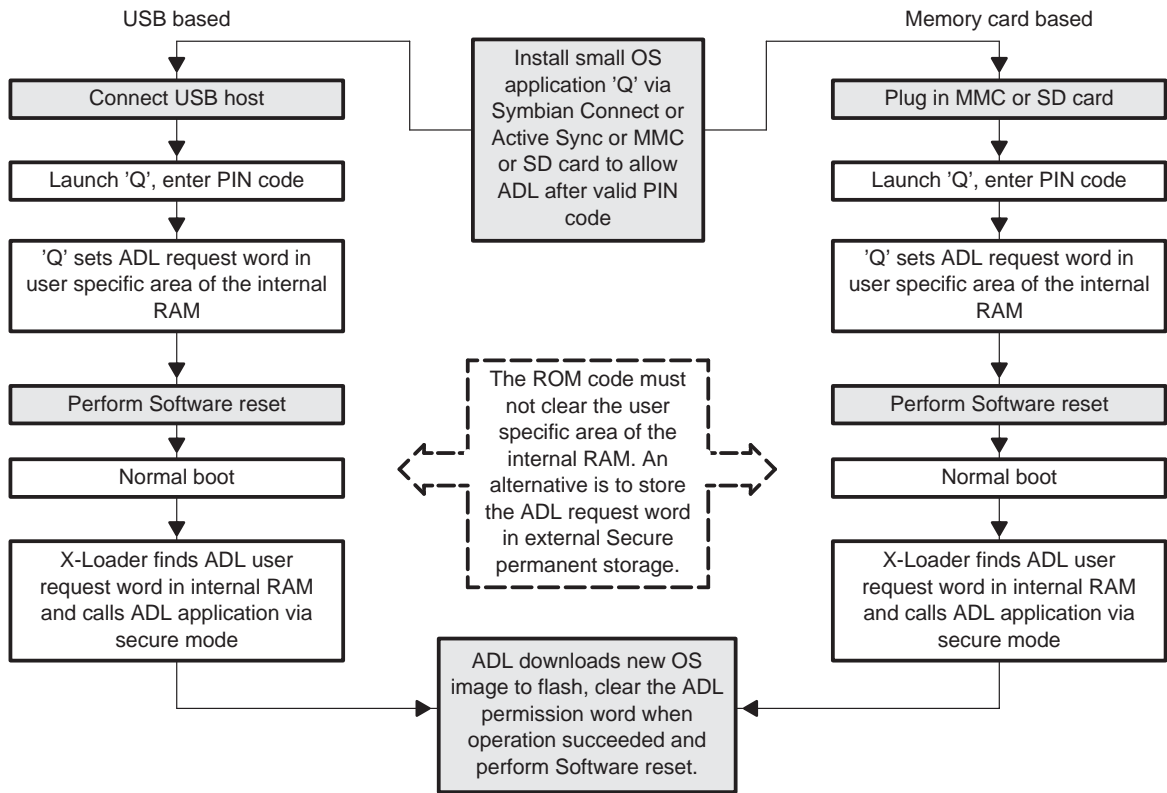 USB based
Memory card based
Install small OS
application 'Q' via
Symbian Connect or
Active Sync or MMC
or SD card to allow
ADL after valid PIN
code
Connect USB host
Launch 'Q', enter PIN code
'Q' sets ADL request word in
user specific area of the internal
RAM
Perform Software reset
Normal boot
X-Loader finds ADL user
request word in internal RAM
and calls ADL application via
secure mode
Plug in MMC or SD card
Launch 'Q', enter PIN code
'Q' sets ADL request word in
user specific area of the internal
RAM
Perform Software reset
Normal boot
X-Loader finds ADL user
request word in internal RAM
and calls ADL application via
secure mode
The ROM code must
not clear the user
specific area of the
internal RAM. An
alternative is to store
the ADL request word
in external Secure
permanent storage.
ADL downloads new OS
image to flash, clear the ADL
permission word when
operation succeeded and
perform Software reset.